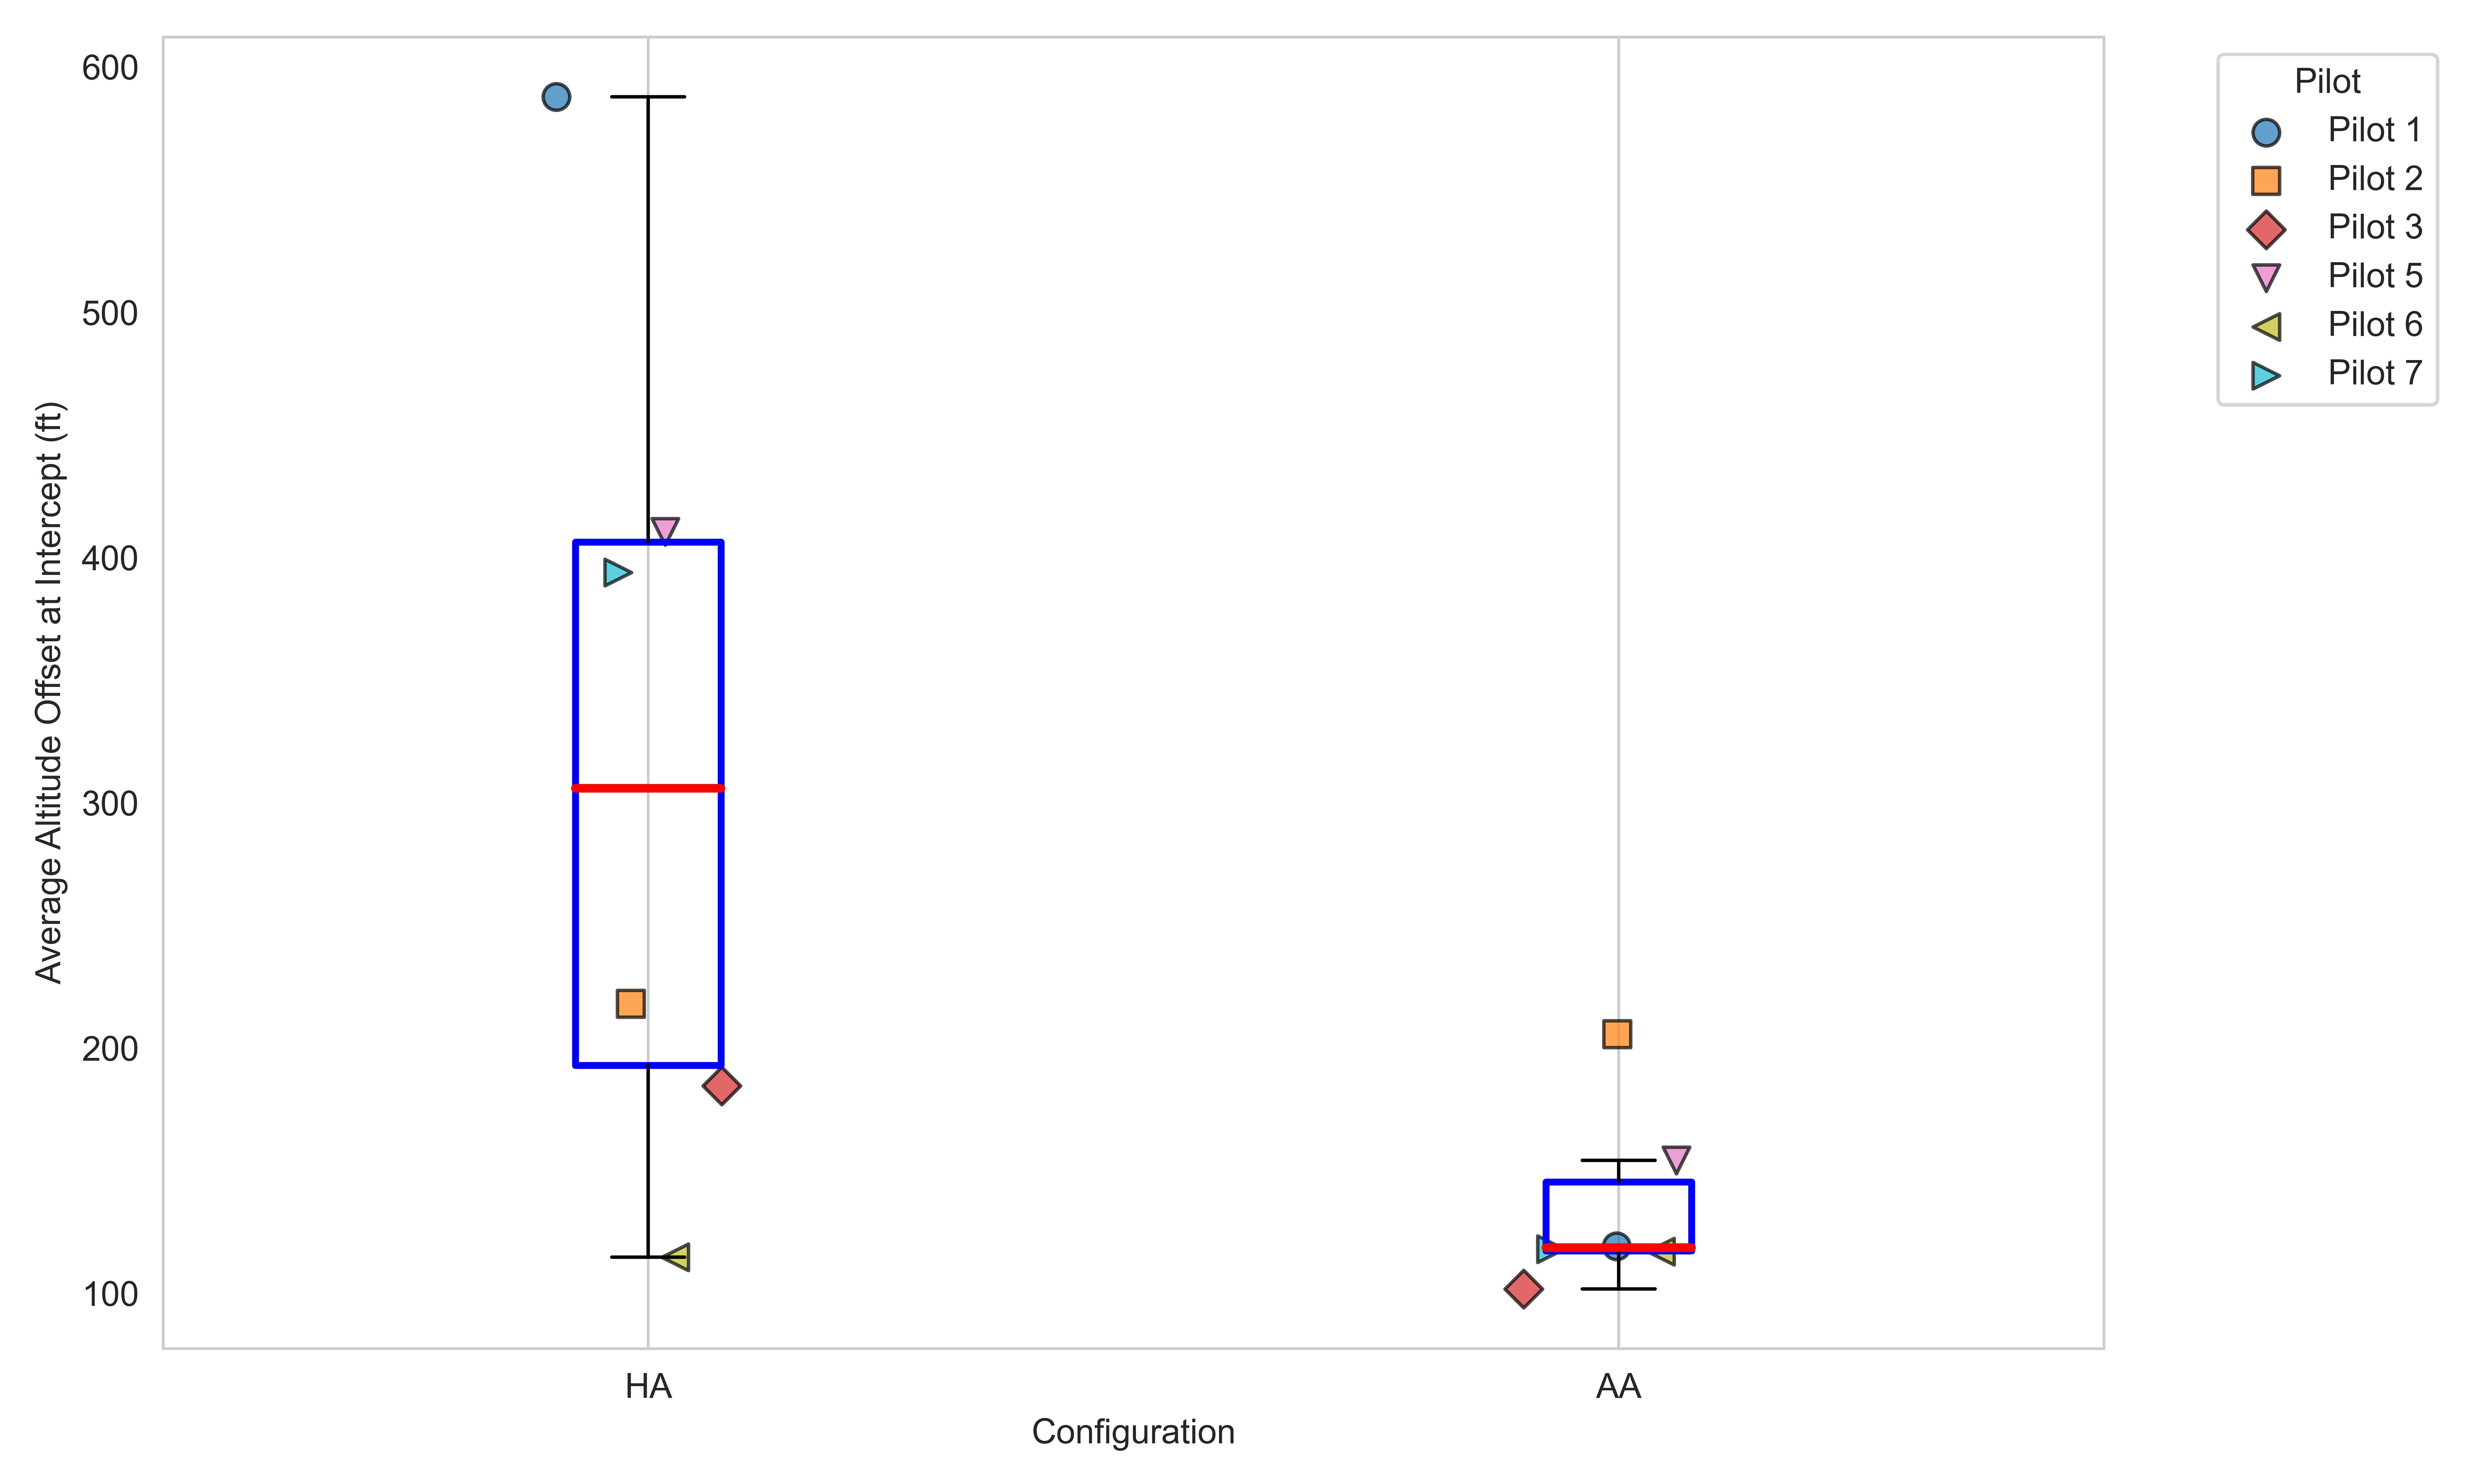 600
500
400
300
200
100
Average Altitude Offset at Intercept (ft)
HA
AA
Configuration
Pilot
Pilot 1
Pilot 2
Pilot 3
Pilot 5
Pilot 6
Pilot 7